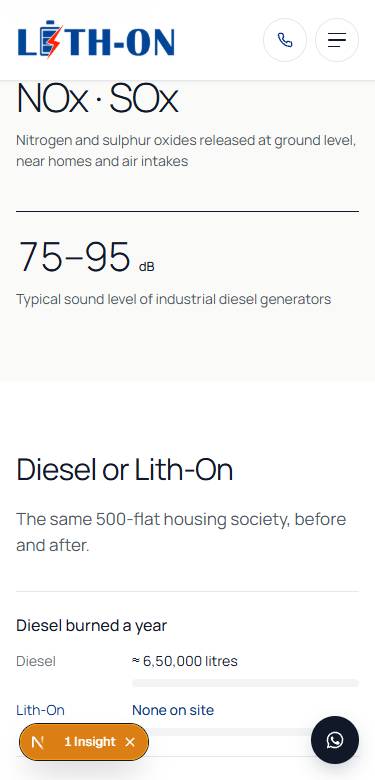 LITH-ON
NOx · SOx
Nitrogen and sulphur oxides released at ground level,
near homes and air intakes
75–95 dB
Typical sound level of industrial diesel generators
Diesel or Lith-On
The same 500-flat housing society, before
and after.
Diesel burned a year
Diesel ≈ 6,50,000 litres
Lith-On None on site
N 1 Insight ×